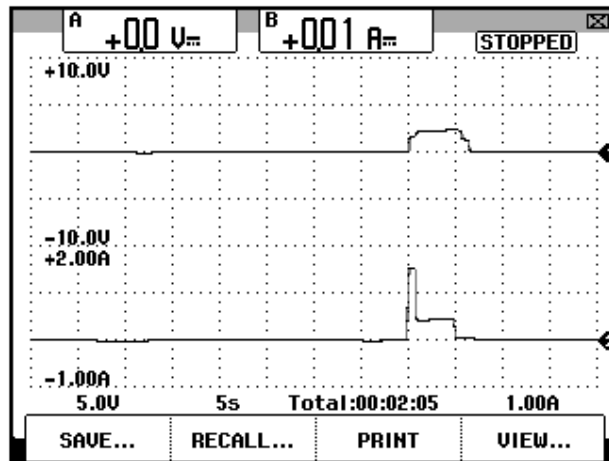 A +0.0 V B +0.01 A STOPPED
+10.0V
-10.0V
+2.00A
-1.00A
5.0V 5s Total:00:02:05 1.00A
SAVE... RECALL... PRINT VIEW...